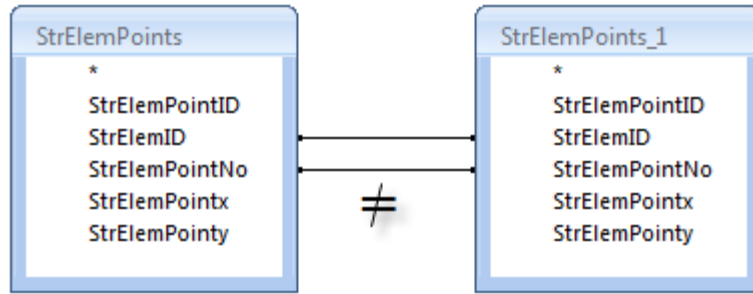 StrElemPoints
*
StrElemPointID
StrElemID
StrElemPointNo
StrElemPointx
StrElemPointy
≠
StrElemPoints_1
*
StrElemPointID
StrElemID
StrElemPointNo
StrElemPointx
StrElemPointy